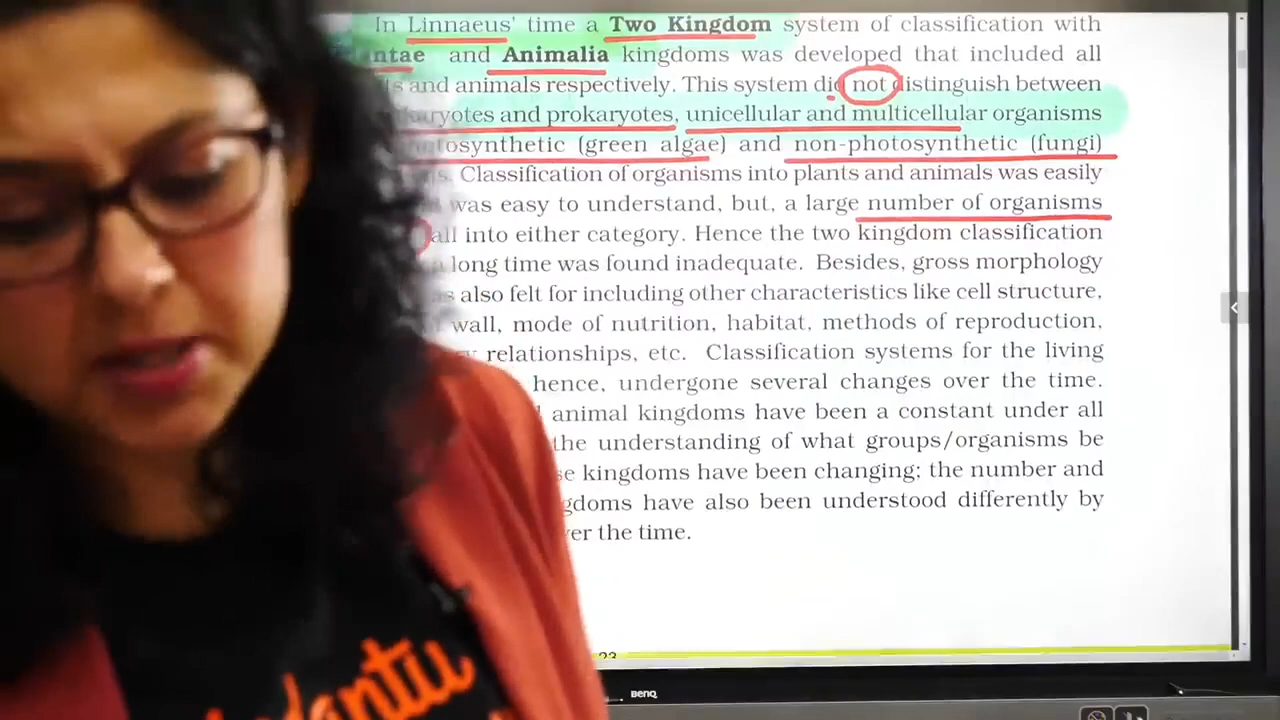 In Linnaeus' time a Two Kingdom system of classification with
and Animalia kingdoms was developed that included all
and animals respectively. This system did not distinguish between
and prokaryotes, unicellular and multicellular organisms
(green algae) and non-photosynthetic (fungi)
Classification of organisms into plants and animals was easily
was easy to understand, but, a large number of organisms
into either category. Hence the two kingdom classification
long time was found inadequate. Besides, gross morphology
also felt for including other characteristics like cell structure,
wall, mode of nutrition, habitat, methods of reproduction,
relationships, etc. Classification systems for the living
hence, undergone several changes over the time.
animal kingdoms have been a constant under all
the understanding of what groups/organisms be
kingdoms have been changing; the number and
have also been understood differently by
the time.
BenQ